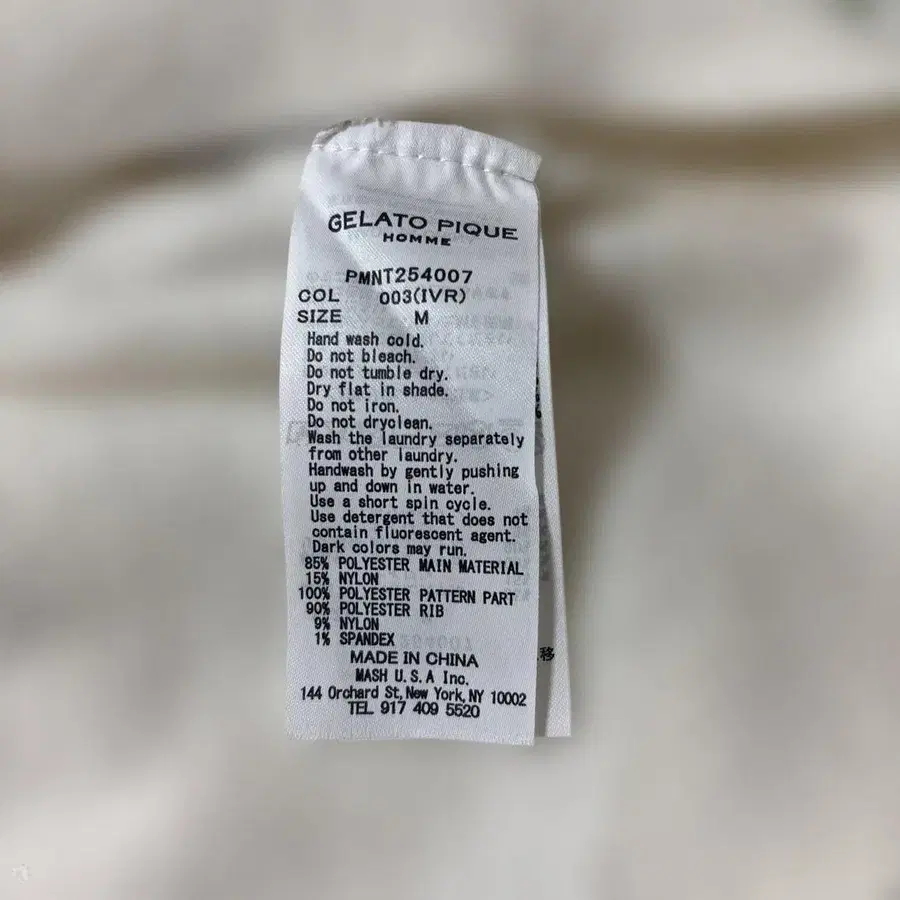 GELATO PIQUE
HOMME
PMNT254007
COL 003(IVR)
SIZE M
Hand wash cold.
Do not bleach.
Do not tumble dry.
Dry flat in shade.
Do not iron.
Do not dryclean.
Wash the laundry separately
from other laundry.
Handwash by gently pushing
up and down in water.
Use a short spin cycle.
Use detergent that does not
contain fluorescent agent.
Dark colors may run.
85% POLYESTER MAIN MATERIAL
15% NYLON
100% POLYESTER PATTERN PART
90% POLYESTER RIB
9% NYLON
1% SPANDEX
MADE IN CHINA
MASH U.S.A Inc.
144 Orchard St, New York, NY 10002
TEL 917 409 5520
移